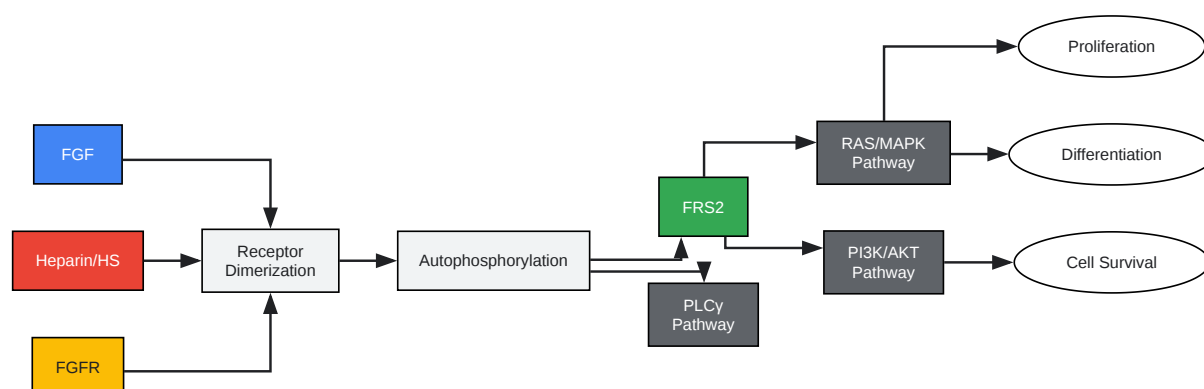 FGF
Heparin/HS
FGFR
Receptor
Dimerization
Autophosphorylation
FRS2
PLCγ
Pathway
RAS/MAPK
Pathway
PI3K/AKT
Pathway
Proliferation
Differentiation
Cell Survival